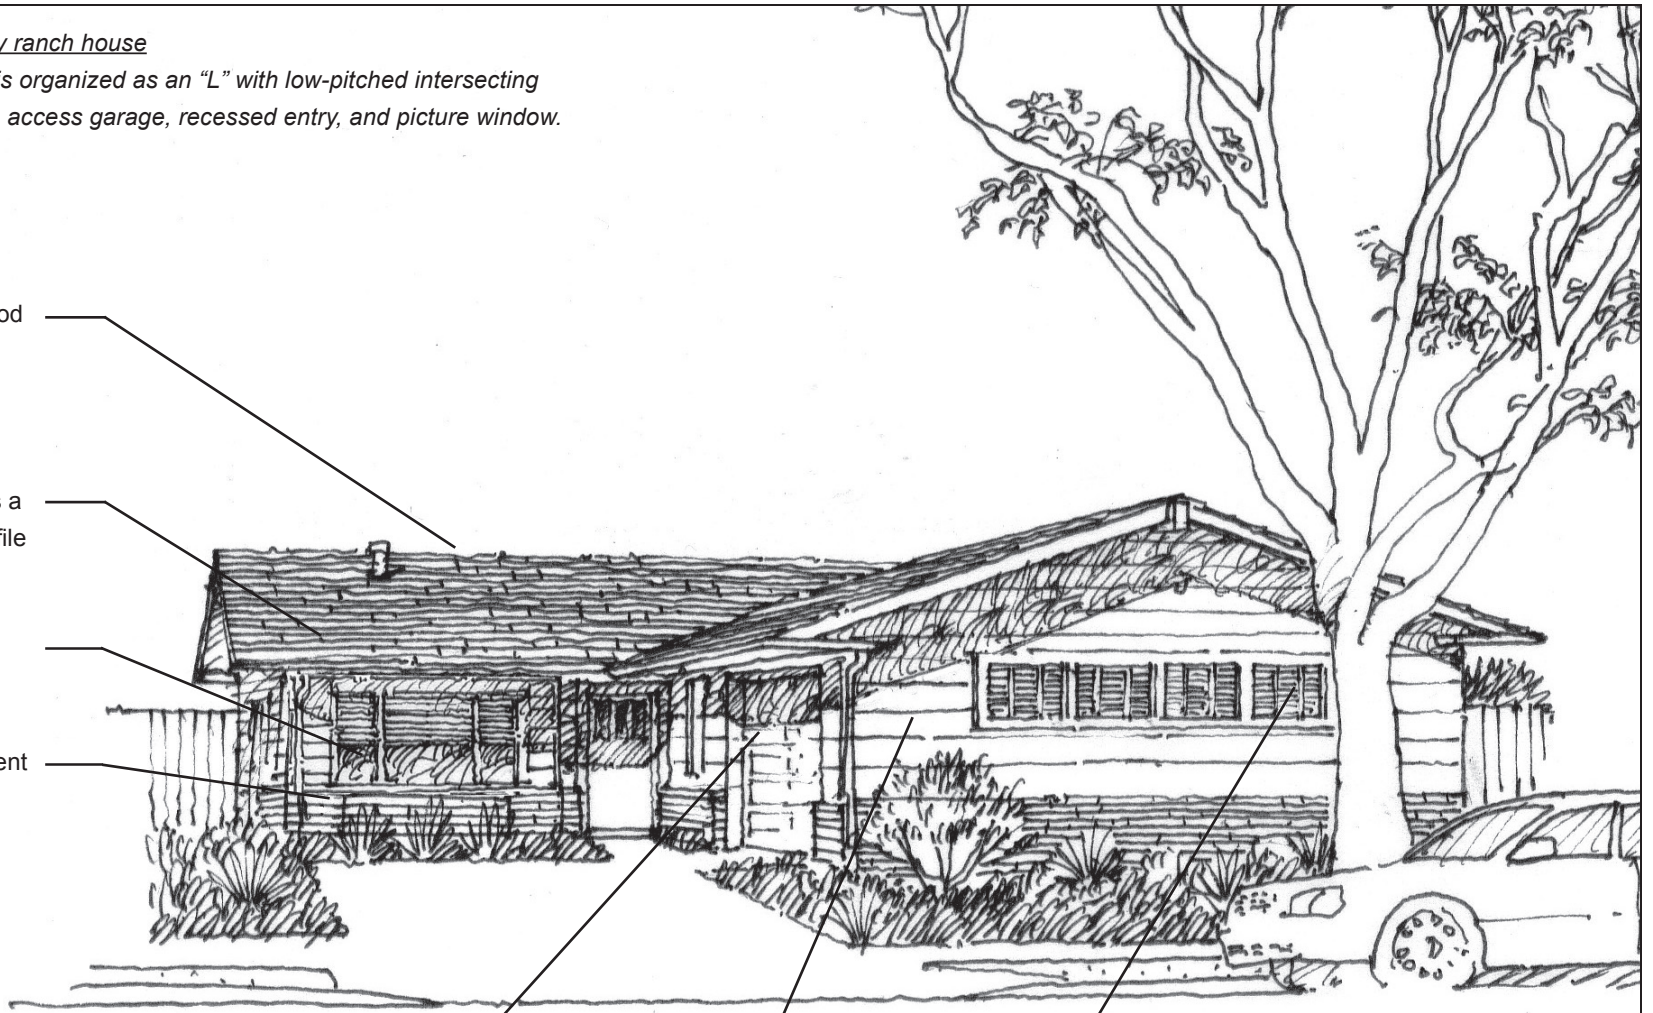 y ranch house
is organized as an “L” with low-pitched intersecting
access garage, recessed entry, and picture window.
od
s a
file
ent